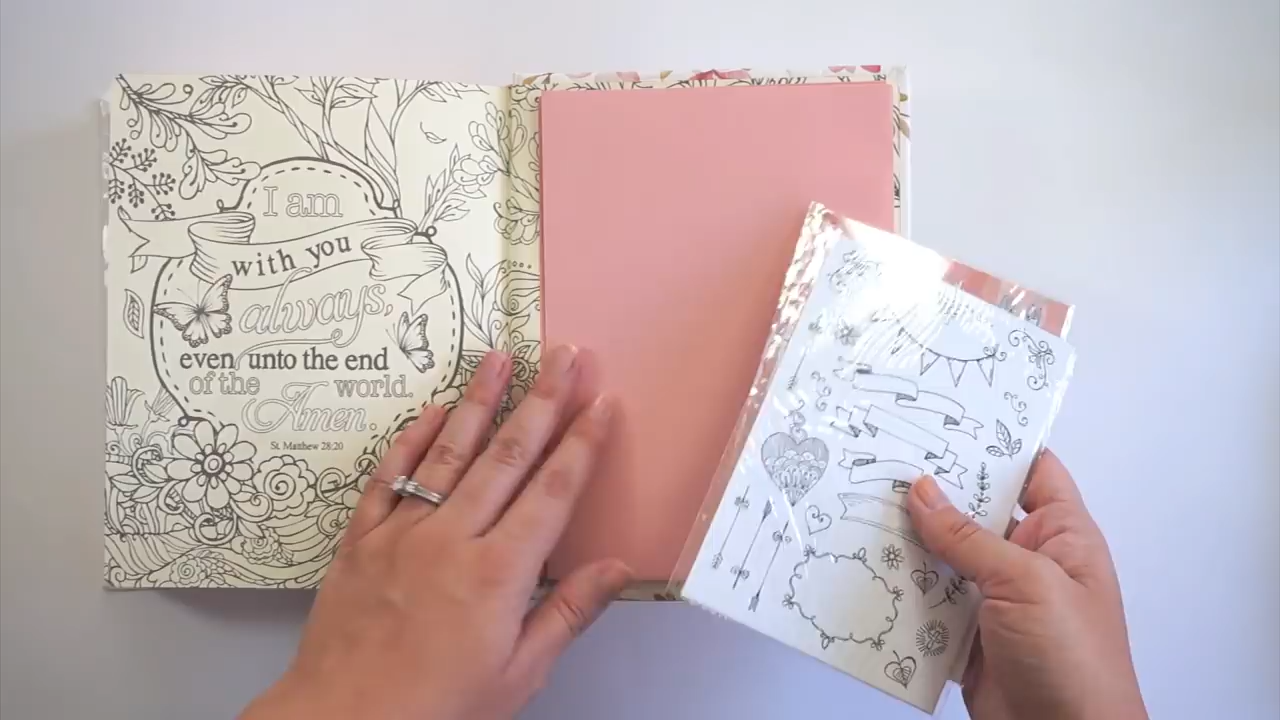 I am
with you
always,
even unto the end
of the world.
Amen.
St. Matthew 28:20